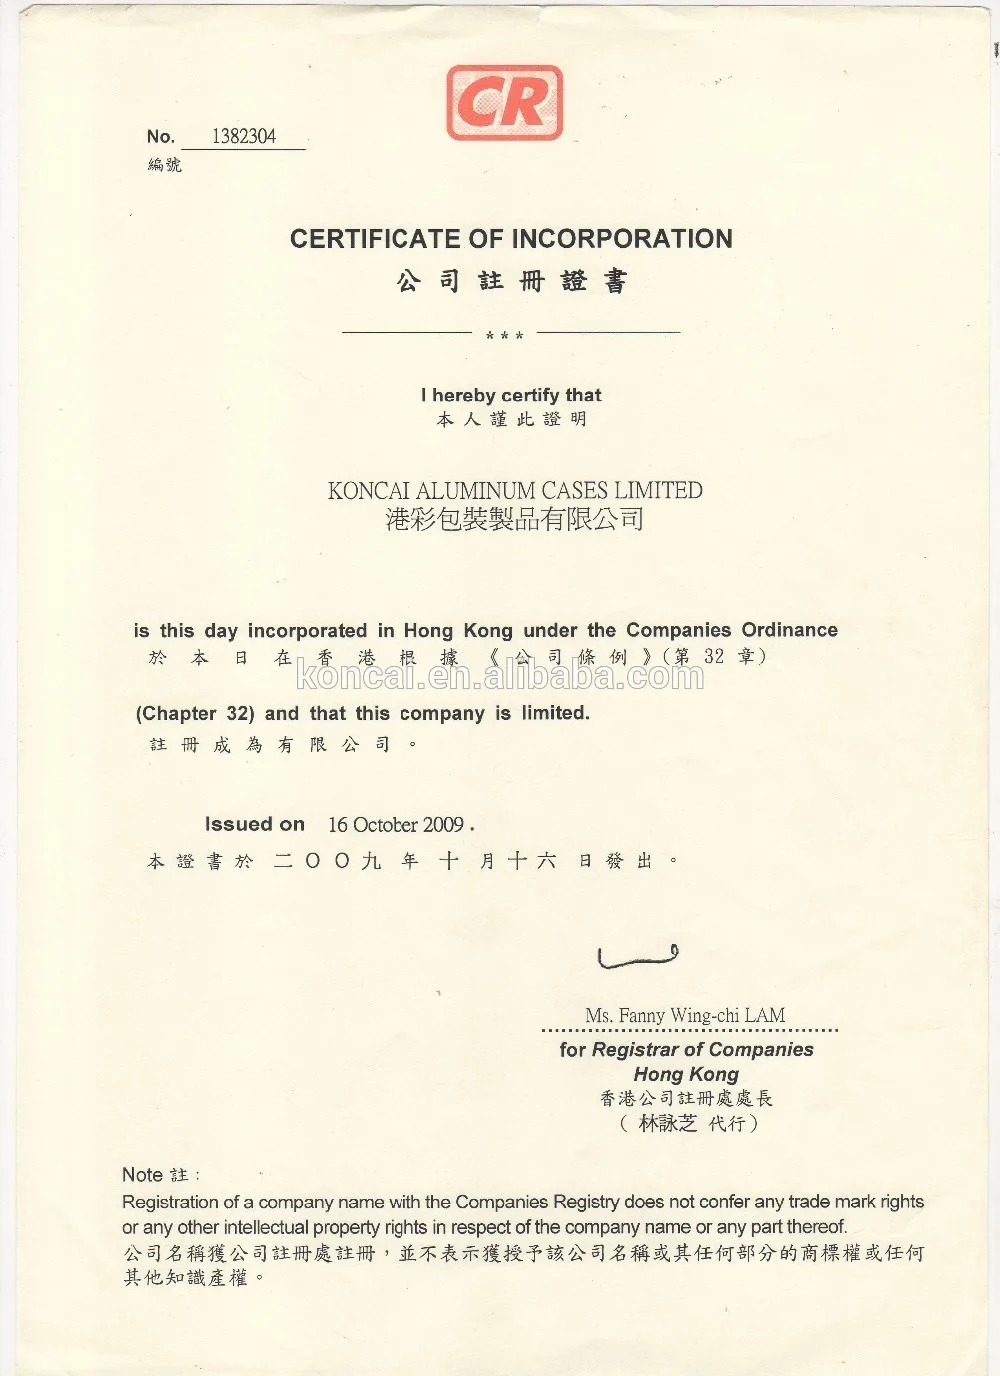 CR
No. 1382304
編號
CERTIFICATE OF INCORPORATION
公司註冊證書
* * *
I hereby certify that
本人謹此證明
KONCAI ALUMINUM CASES LIMITED
港彩包裝製品有限公司
is this day incorporated in Hong Kong under the Companies Ordinance
於本日在香港根據《公司條例》(第32章)
koncai.en.alibaba.com
(Chapter 32) and that this company is limited.
註冊成為有限公司。
Issued on 16 October 2009.
本證書於二〇〇九年十月十六日發出。
Ms. Fanny Wing-chi LAM
for Registrar of Companies
Hong Kong
香港公司註冊處處長
(林詠芝 代行)
Note 註:
Registration of a company name with the Companies Registry does not confer any trade mark rights
or any other intellectual property rights in respect of the company name or any part thereof.
公司名稱獲公司註冊處註冊，並不表示獲授予該公司名稱或其任何部分的商標權或任何
其他知識產權。